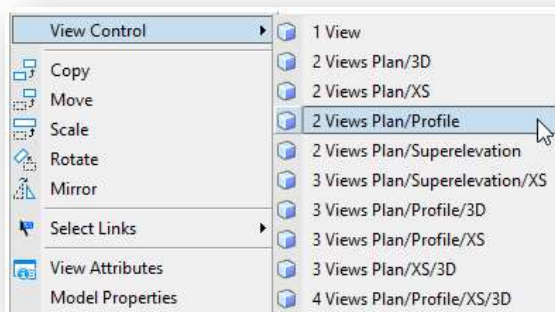 View Control
Copy
Move
Scale
Rotate
Mirror
Select Links
View Attributes
Model Properties
1 View
2 Views Plan/3D
2 Views Plan/XS
2 Views Plan/Profile
2 Views Plan/Superelevation
3 Views Plan/Superelevation/XS
3 Views Plan/Profile/3D
3 Views Plan/Profile/XS
3 Views Plan/XS/3D
4 Views Plan/Profile/XS/3D